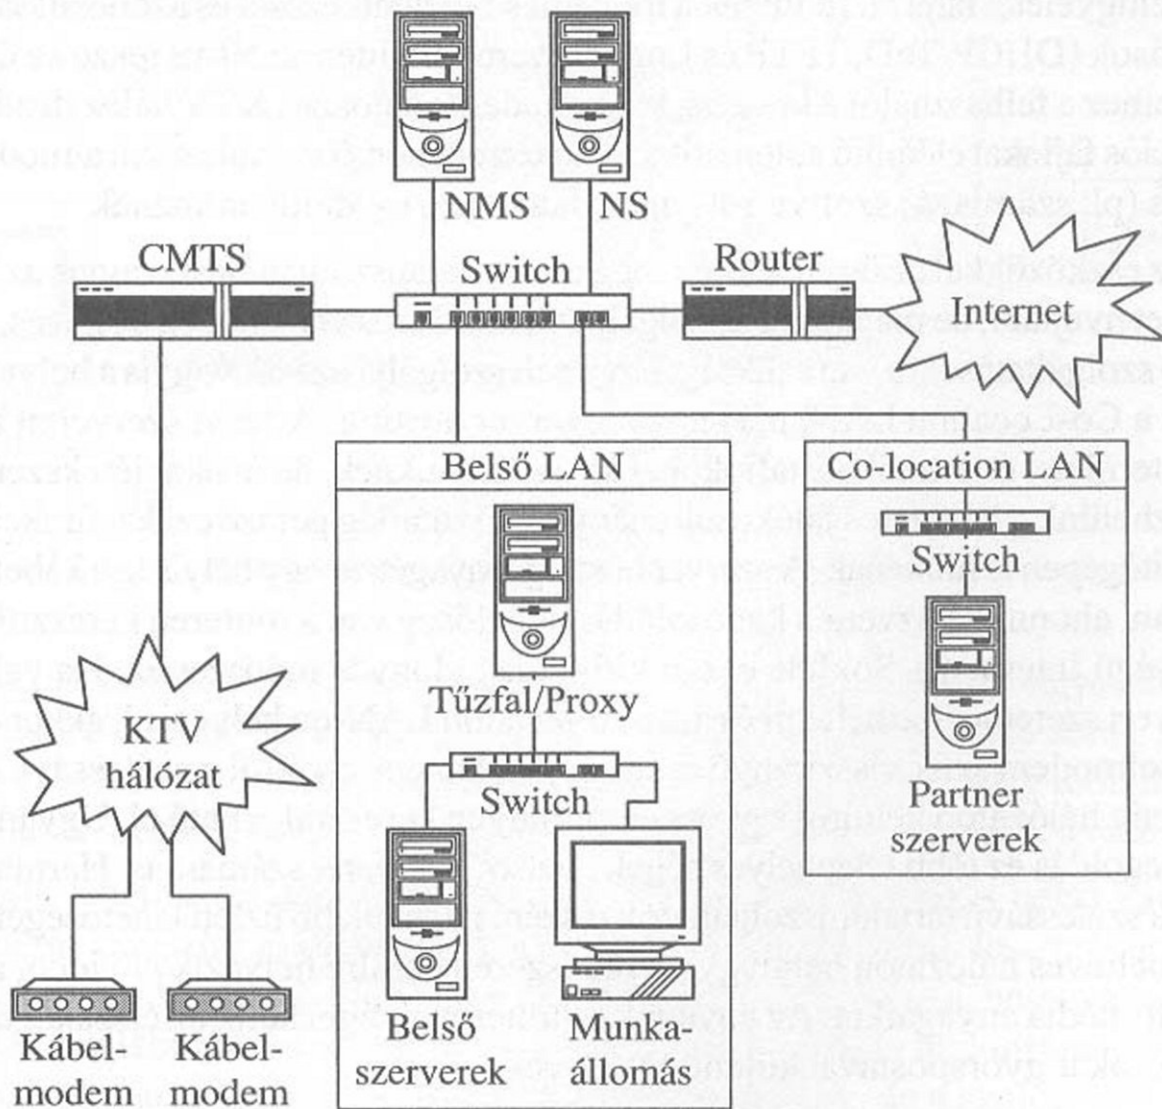 NMS
NS
CMTS
Switch
Router
Internet
Belső LAN
Co-location LAN
Switch
Tűzfal/Proxy
KTV
hálózat
Switch
Partner
szerverek
Kábel-
modem
Kábel-
modem
Belső
szerverek
Munka-
állomás